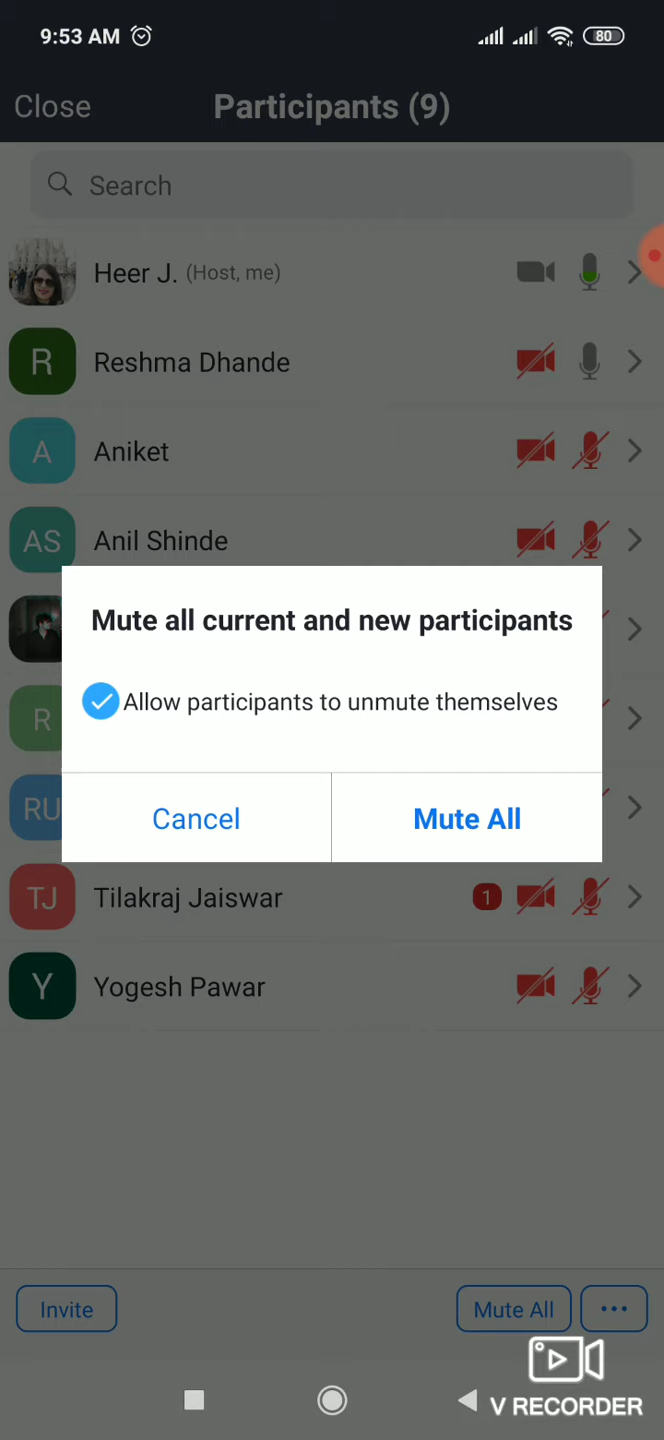 9:53 AM
80
Close
Participants (9)
Search
Heer J. (Host, me)
R
Reshma Dhande
A
Aniket
AS
Anil Shinde
Mute all current and new participants
R
Allow participants to unmute themselves
RU
Cancel
Mute All
TJ
Tilakraj Jaiswar
1
Y
Yogesh Pawar
Invite
Mute All
...
V RECORDER